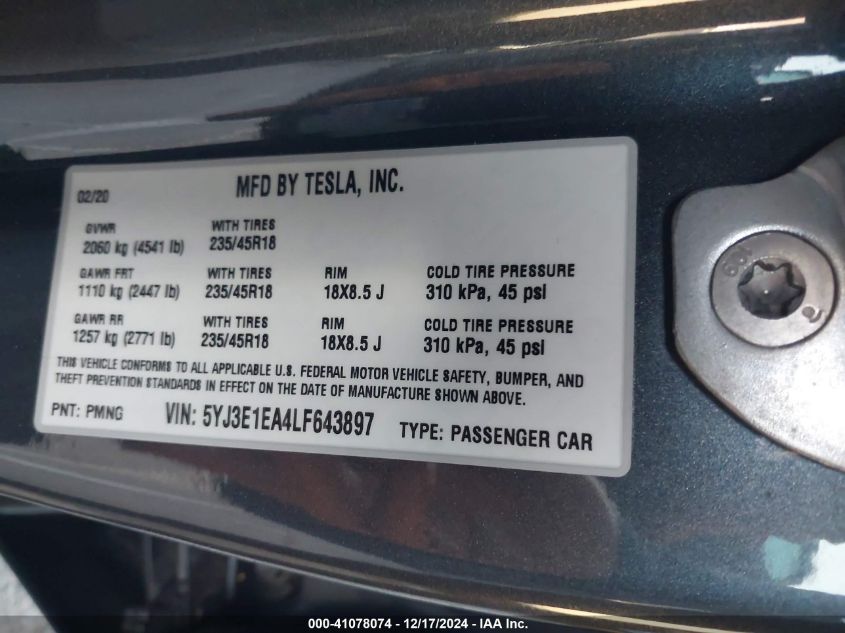 02/20 MFD BY TESLA, INC.
GVWR WITH TIRES
2060 kg (4541 lb) 235/45R18
GAWR FRT WITH TIRES RIM COLD TIRE PRESSURE
1110 kg (2447 lb) 235/45R18 18X8.5 J 310 kPa, 45 psi
GAWR RR WITH TIRES RIM COLD TIRE PRESSURE
1257 kg (2771 lb) 235/45R18 18X8.5 J 310 kPa, 45 psi
THIS VEHICLE CONFORMS TO ALL APPLICABLE U.S. FEDERAL MOTOR VEHICLE SAFETY, BUMPER, AND
THEFT PREVENTION STANDARDS IN EFFECT ON THE DATE OF MANUFACTURE SHOWN ABOVE.
PNT: PMNG VIN: 5YJ3E1EA4LF643897 TYPE: PASSENGER CAR
000-41078074 - 12/17/2024 - IAA Inc.